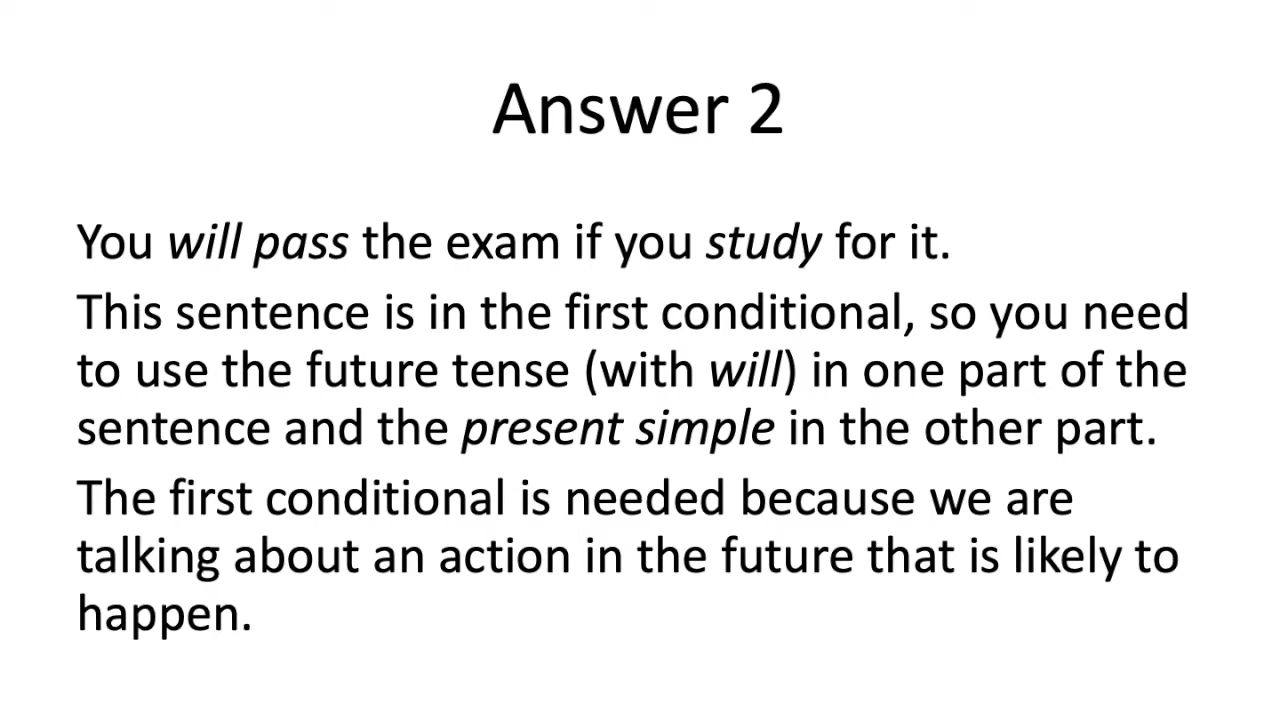 Answer 2
You will pass the exam if you study for it.
This sentence is in the first conditional, so you need
to use the future tense (with will) in one part of the
sentence and the present simple in the other part.
The first conditional is needed because we are
talking about an action in the future that is likely to
happen.